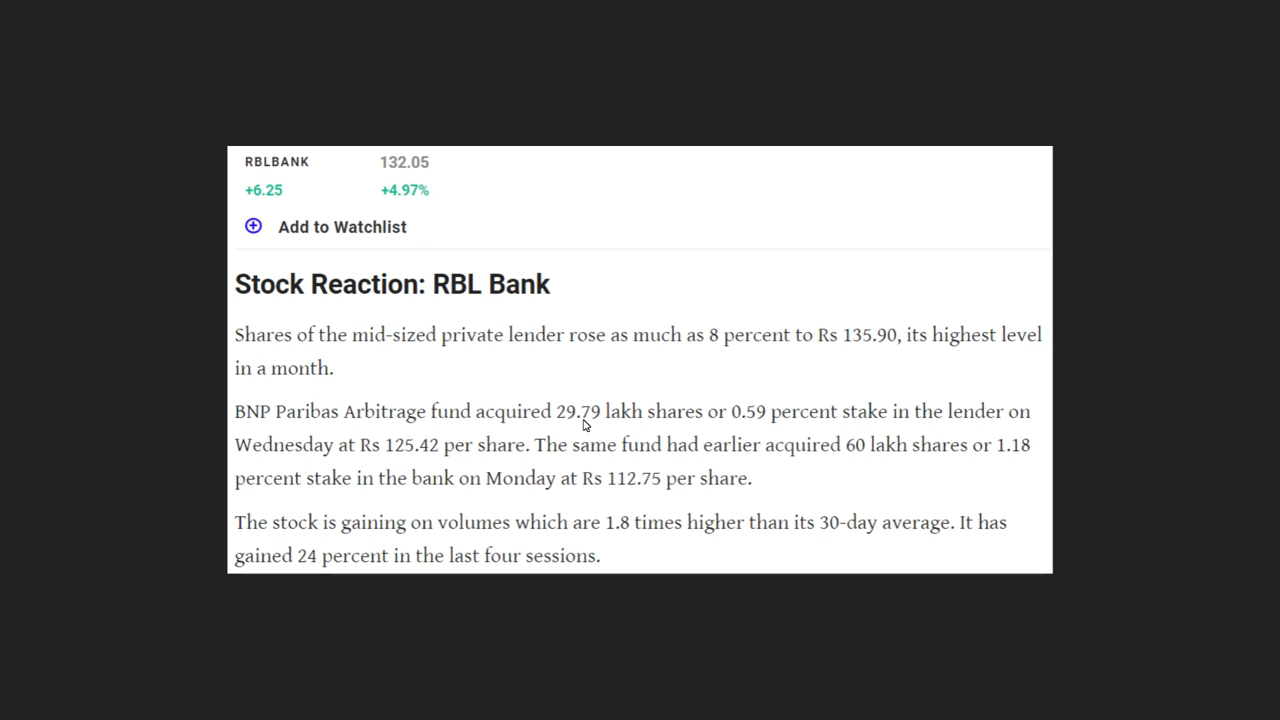 RBLBANK 132.05
+6.25 +4.97%
Add to Watchlist
Stock Reaction: RBL Bank
Shares of the mid-sized private lender rose as much as 8 percent to Rs 135.90, its highest level
in a month.
BNP Paribas Arbitrage fund acquired 29.79 lakh shares or 0.59 percent stake in the lender on
Wednesday at Rs 125.42 per share. The same fund had earlier acquired 60 lakh shares or 1.18
percent stake in the bank on Monday at Rs 112.75 per share.
The stock is gaining on volumes which are 1.8 times higher than its 30-day average. It has
gained 24 percent in the last four sessions.